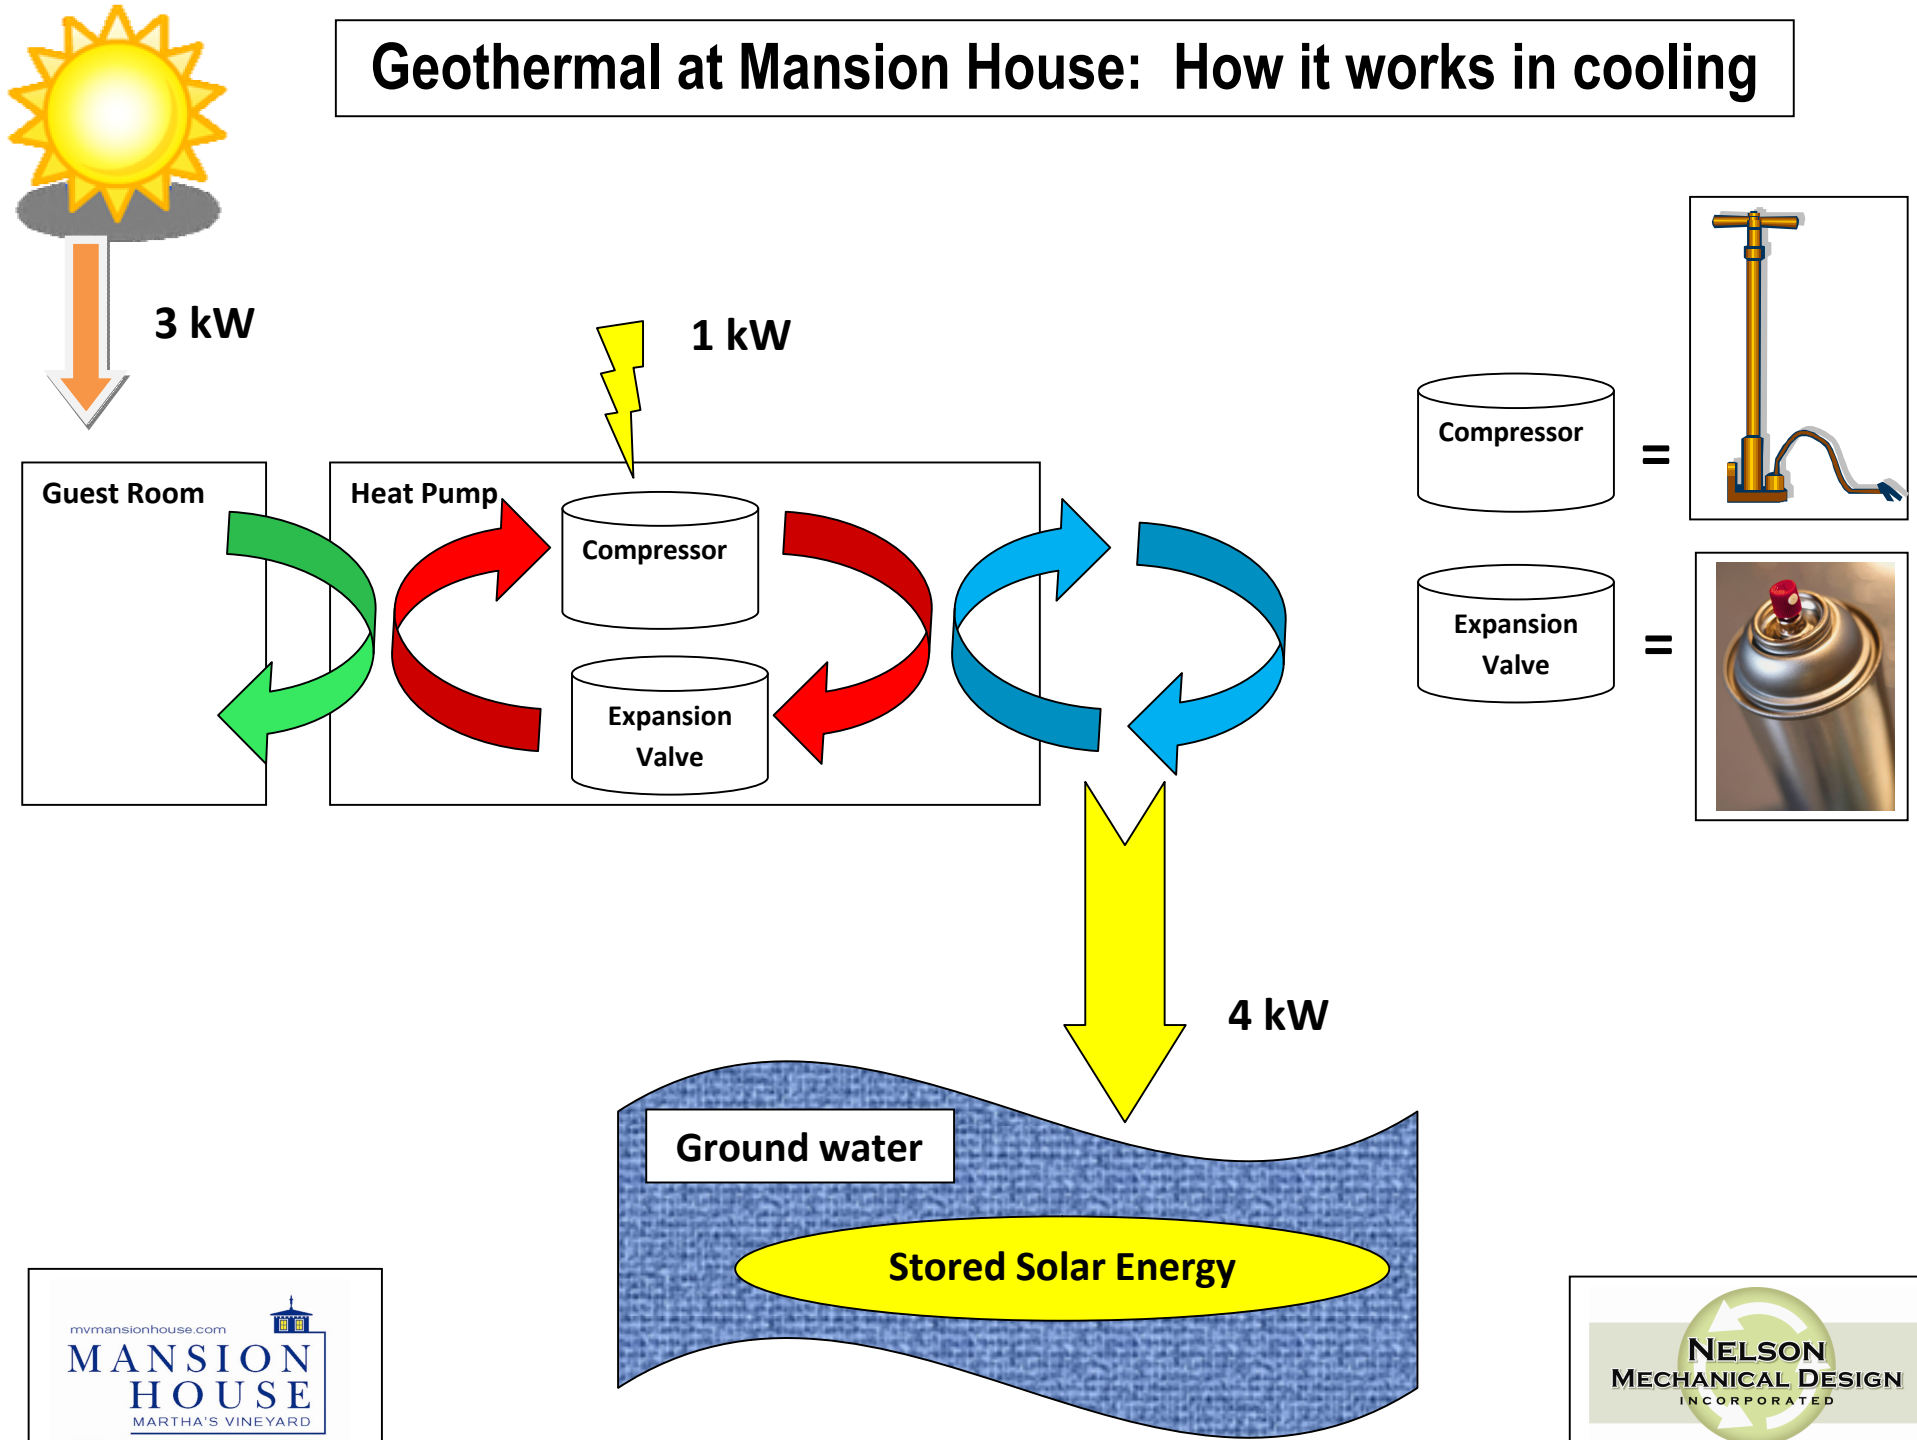 Geothermal at Mansion House:  How it works in cooling
3 kW
1 kW
Guest Room
Heat Pump
Compressor
Expansion
Valve
Compressor
=
Expansion
Valve
=
4 kW
Ground water
Stored Solar Energy
mvmansionhouse.com
MANSION
HOUSE
MARTHA'S VINEYARD
NELSON
MECHANICAL DESIGN
INCORPORATED